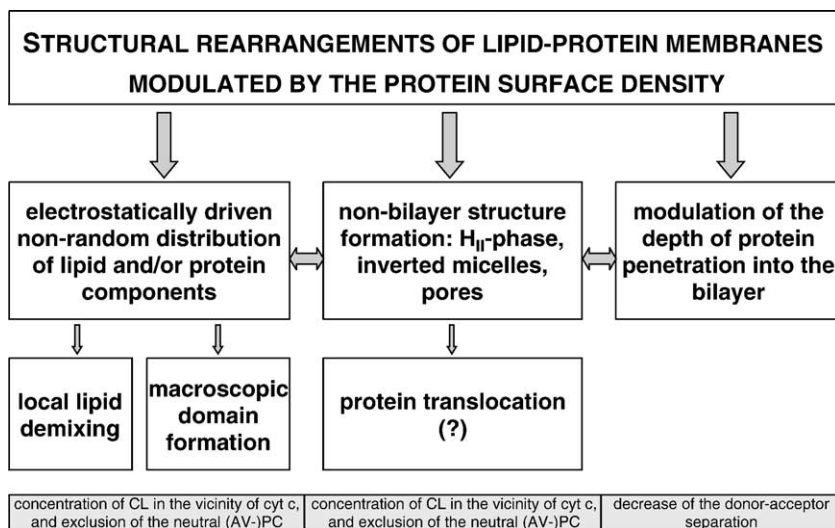 STRUCTURAL REARRANGEMENTS OF LIPID-PROTEIN MEMBRANES
MODULATED BY THE PROTEIN SURFACE DENSITY
electrostatically driven
non-random distribution
of lipid and/or protein
components
non-bilayer structure
formation: HII-phase,
inverted micelles,
pores
modulation of the
depth of protein
penetration into the
bilayer
local lipid
demixing
macroscopic
domain
formation
protein translocation
(?)
concentration of CL in the vicinity of cyt c,
and exclusion of the neutral (AV-)PC
concentration of CL in the vicinity of cyt c,
and exclusion of the neutral (AV-)PC
decrease of the donor-acceptor
separation